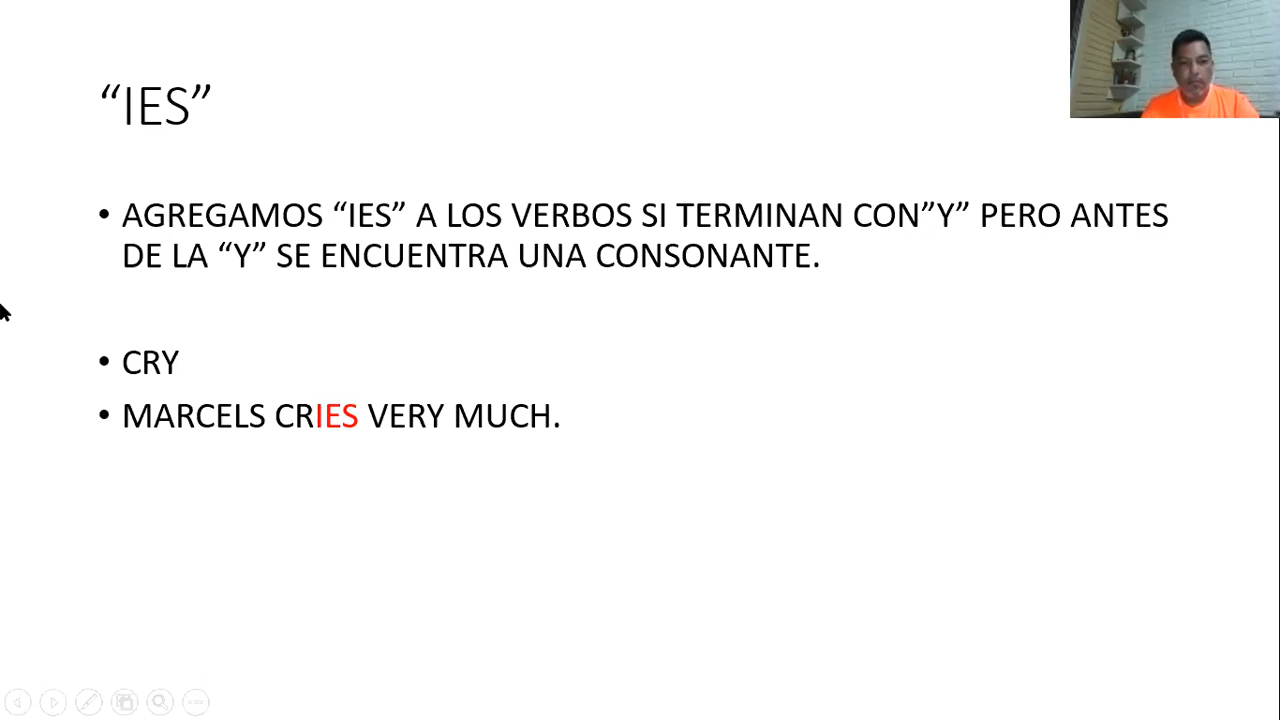 “IES”
• AGREGAMOS “IES” A LOS VERBOS SI TERMINAN CON”Y” PERO ANTES
DE LA “Y” SE ENCUENTRA UNA CONSONANTE.
• CRY
• MARCELS CRIES VERY MUCH.